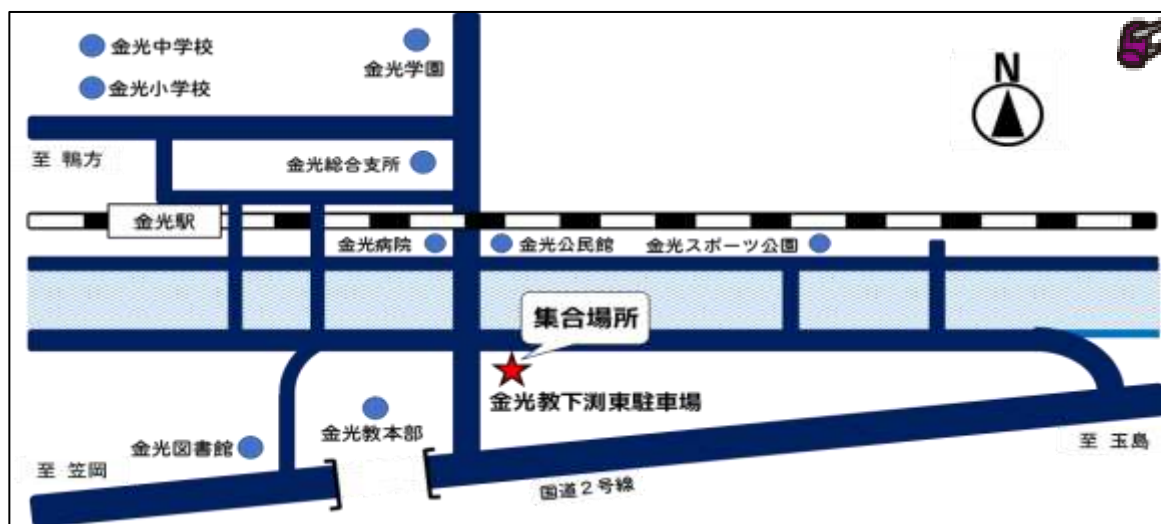 金光中学校
金光学園
金光小学校
N
至 鴨方
金光総合支所
金光駅
金光病院
金光公民館
金光スポーツ公園
集合場所
金光教下渕東駐車場
金光教本部
金光図書館
至 玉島
至 笠岡
国道2号線